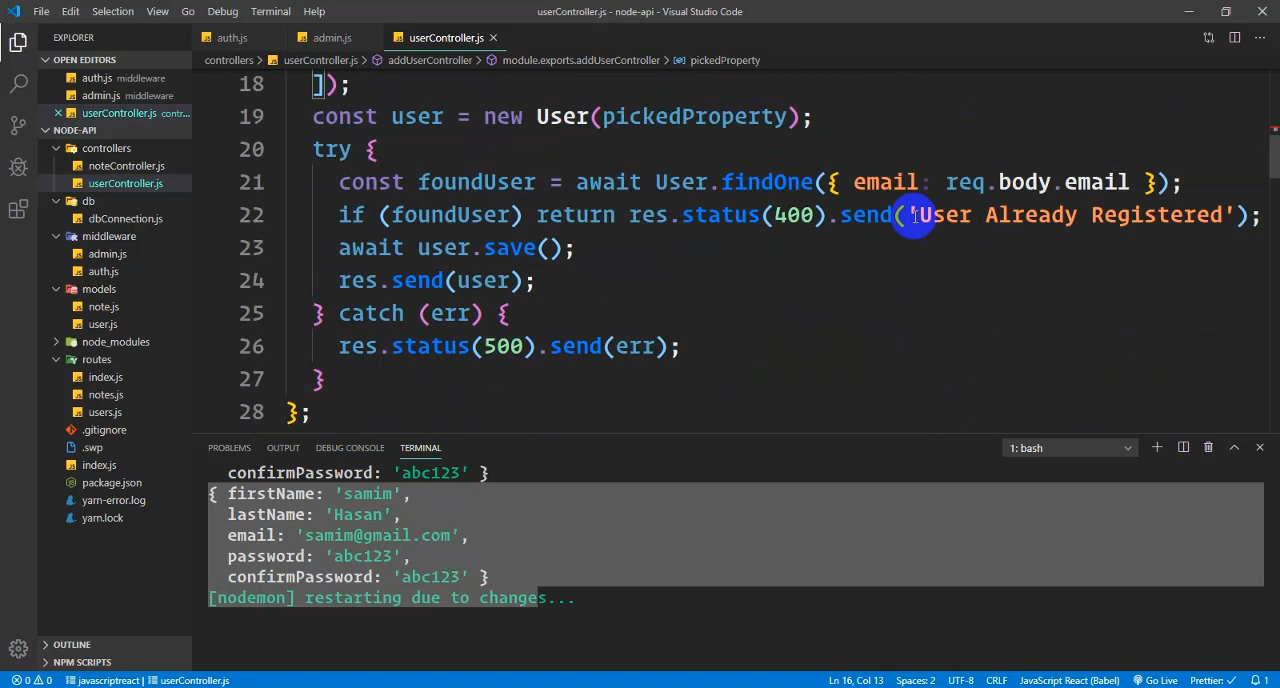 File Edit Selection View Go Debug Terminal Help
userController.js - node-api - Visual Studio Code
EXPLORER
auth.js admin.js userController.js
OPEN EDITORS
controllers > userController.js > addUserController > module.exports.addUserController > pickedProperty
auth.js middleware
admin.js middleware
userController.js contr...
NODE-API
controllers
noteController.js
userController.js
db
dbConnection.js
middleware
admin.js
auth.js
models
note.js
user.js
node_modules
routes
index.js
notes.js
users.js
.gitignore
.swp
index.js
package.json
yarn-error.log
yarn.lock
OUTLINE
NPM SCRIPTS
18 ]);
19 const user = new User(pickedProperty);
20 try {
21 const foundUser = await User.findOne({ email: req.body.email });
22 if (foundUser) return res.status(400).send('User Already Registered');
23 await user.save();
24 res.send(user);
25 } catch (err) {
26 res.status(500).send(err);
27 }
28 };
PROBLEMS OUTPUT DEBUG CONSOLE TERMINAL 1: bash
confirmPassword: 'abc123' }
{ firstName: 'samim',
lastName: 'Hasan',
email: 'samim@gmail.com',
password: 'abc123',
confirmPassword: 'abc123' }
[nodemon] restarting due to changes...
0 0 javascriptreact | userController.js Ln 16, Col 13 Spaces: 2 UTF-8 CRLF JavaScript React (Babel) Go Live Prettier: ✓ 1